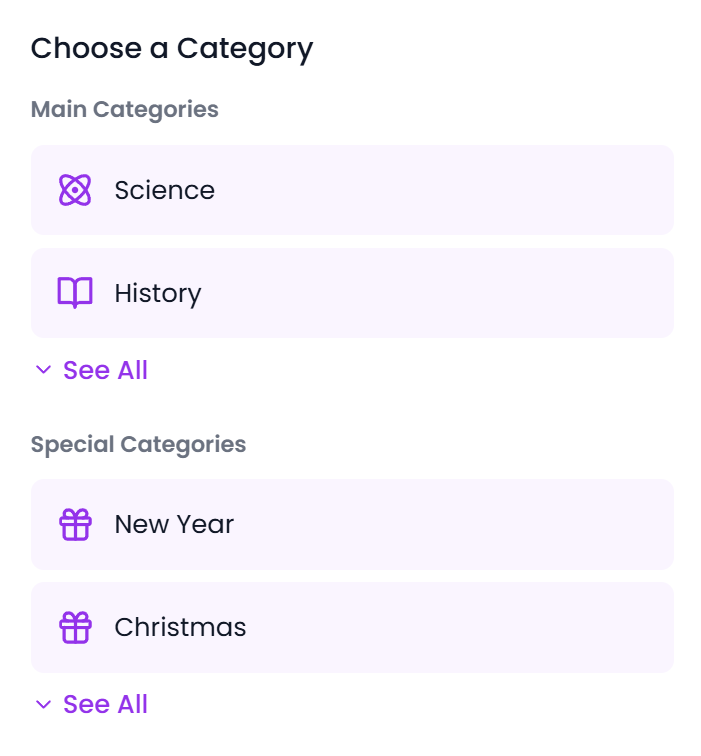 Choose a Category
Main Categories
Science
History
See All
Special Categories
New Year
Christmas
See All